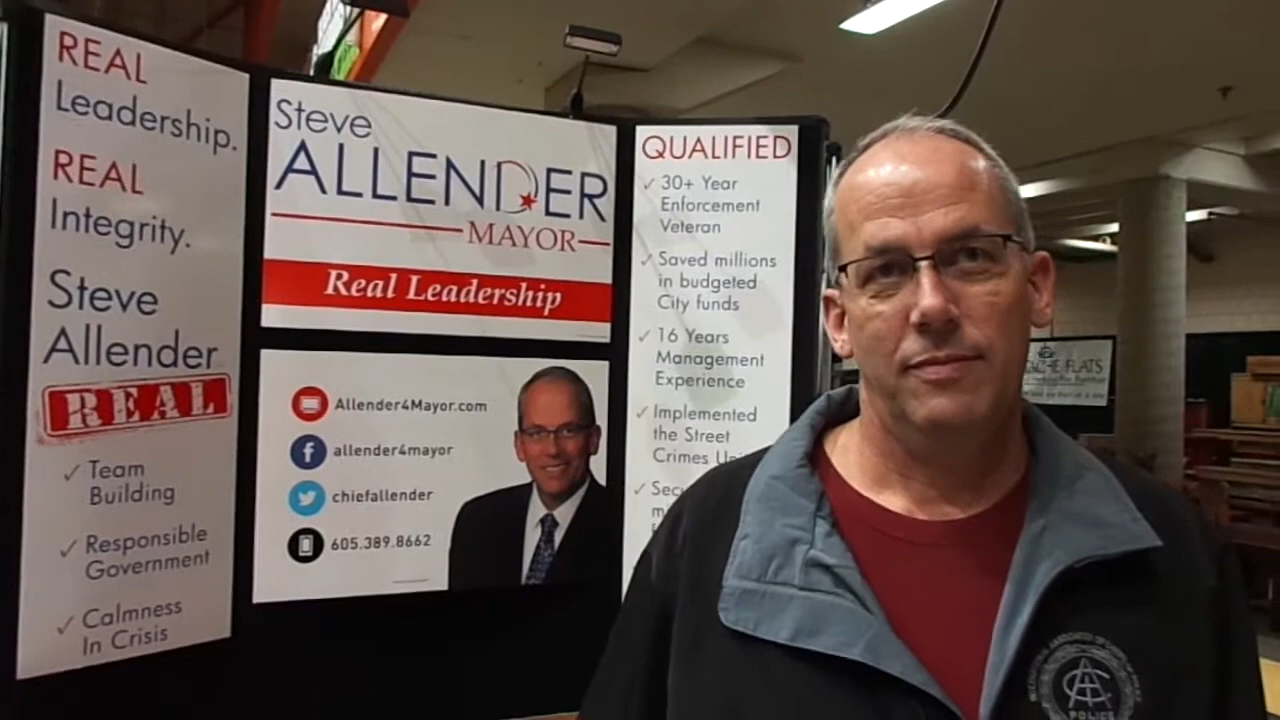 REAL
Leadership.
REAL
Integrity.
Steve
Allender
REAL
✓ Team
Building
✓ Responsible
Government
✓ Calmness
In Crisis
Steve
ALLENDER
MAYOR
Real Leadership
Allender4Mayor.com
allender4mayor
chiefallender
605.389.8662
QUALIFIED
✓ 30+ Year
Enforcement
Veteran
✓ Saved millions
in budgeted
City funds
✓ 16 Years
Management
Experience
✓ Implemented
the Street
Crimes
POLICE